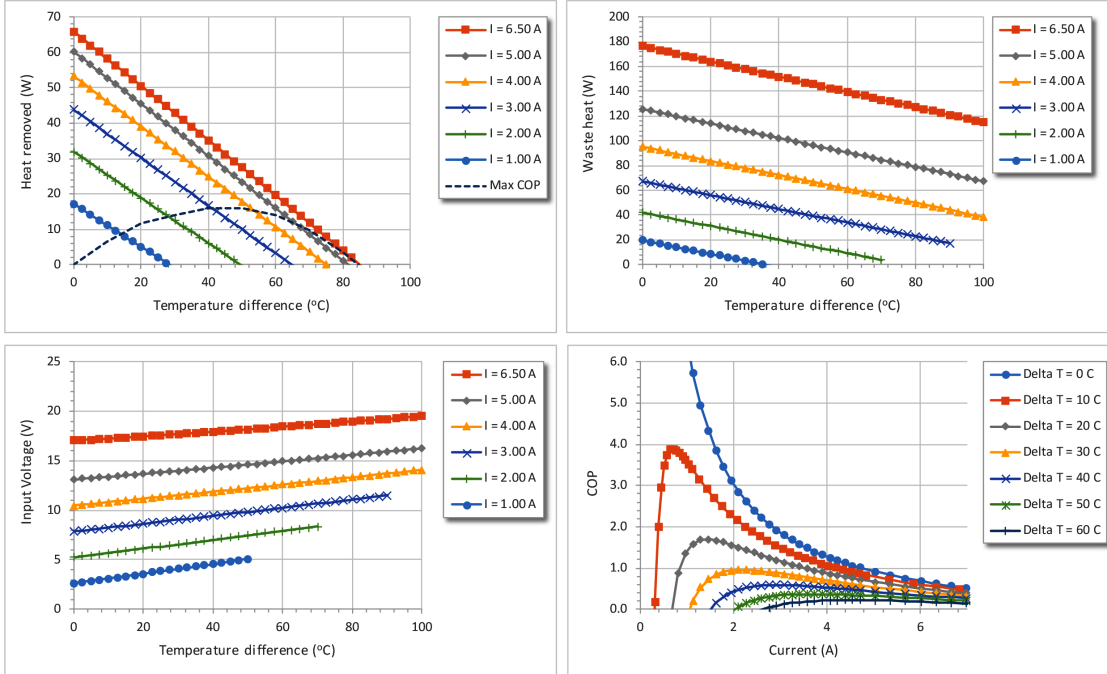 70
60
50
40
30
20
10
0
Heat removed (W)
0 20 40 60 80 100
Temperature difference (ºC)
I = 6.50 A
I = 5.00 A
I = 4.00 A
I = 3.00 A
I = 2.00 A
I = 1.00 A
Max COP
200
180
160
140
120
100
80
60
40
20
0
Waste heat (W)
0 20 40 60 80 100
Temperature difference (ºC)
I = 6.50 A
I = 5.00 A
I = 4.00 A
I = 3.00 A
I = 2.00 A
I = 1.00 A
25
20
15
10
5
0
Input Voltage (V)
0 20 40 60 80 100
Temperature difference (ºC)
I = 6.50 A
I = 5.00 A
I = 4.00 A
I = 3.00 A
I = 2.00 A
I = 1.00 A
6.0
5.0
4.0
3.0
2.0
1.0
0.0
COP
0 2 4 6
Current (A)
Delta T = 0 C
Delta T = 10 C
Delta T = 20 C
Delta T = 30 C
Delta T = 40 C
Delta T = 50 C
Delta T = 60 C